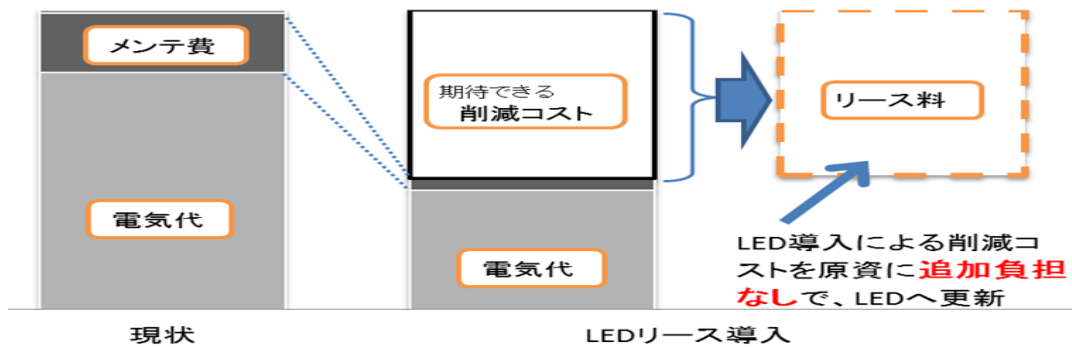 メンテ費
電気代
現状
期待できる
削減コスト
電気代
LEDリース導入
リース料
LED導入による削減コ
ストを原資に追加負担
なしで、LEDへ更新